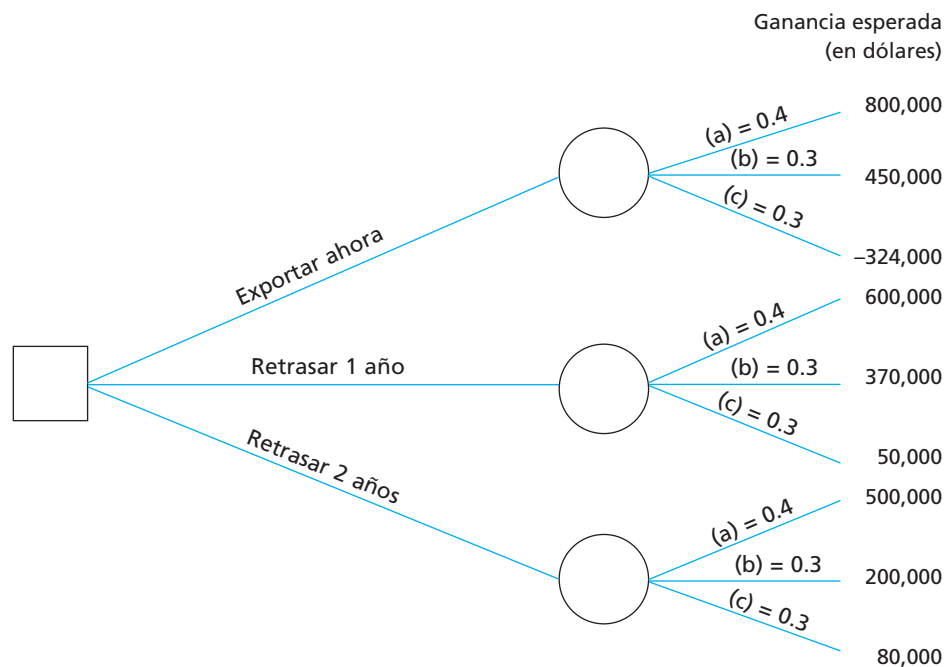 Ganancia esperada
(en dólares)
800,000
(a) = 0.4
(b) = 0.3
450,000
(c) = 0.3
–324,000
Exportar ahora
600,000
(a) = 0.4
Retrasar 1 año
(b) = 0.3
370,000
(c) = 0.3
50,000
Retrasar 2 años
500,000
(a) = 0.4
(b) = 0.3
200,000
(c) = 0.3
80,000